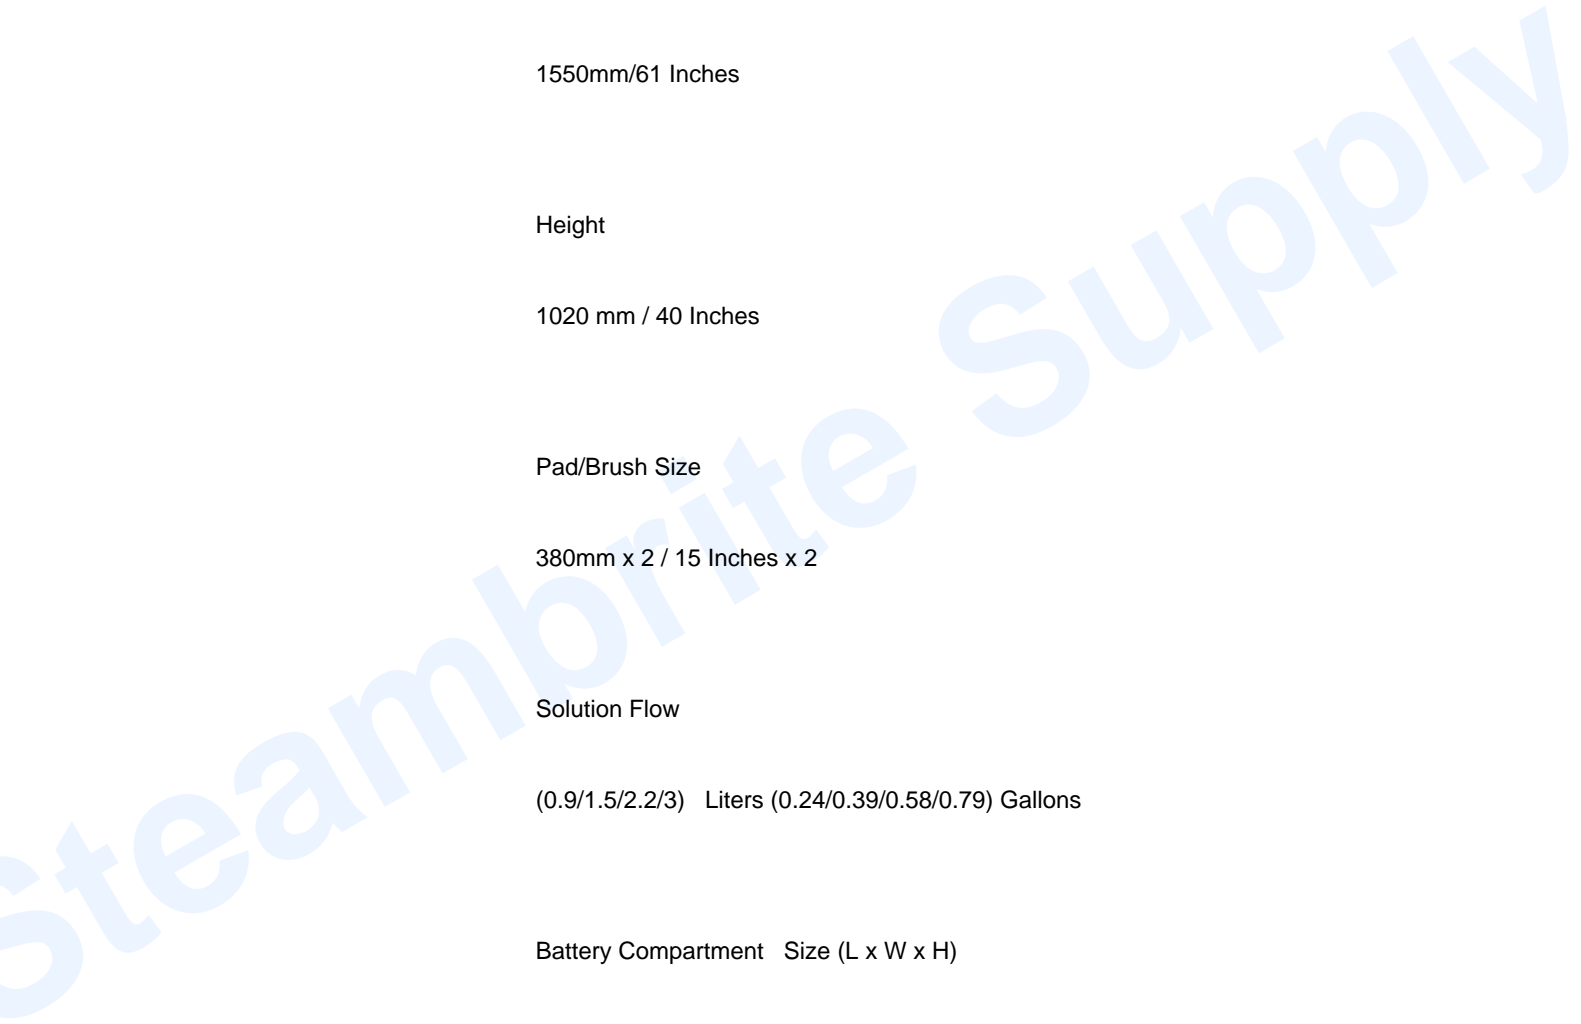 1550mm/61 Inches
Height
1020 mm / 40 Inches
Pad/Brush Size
380mm x 2 / 15 Inches x 2
Solution Flow
(0.9/1.5/2.2/3) Liters (0.24/0.39/0.58/0.79) Gallons
Battery Compartment Size (L x W x H)
Steambrite Supply